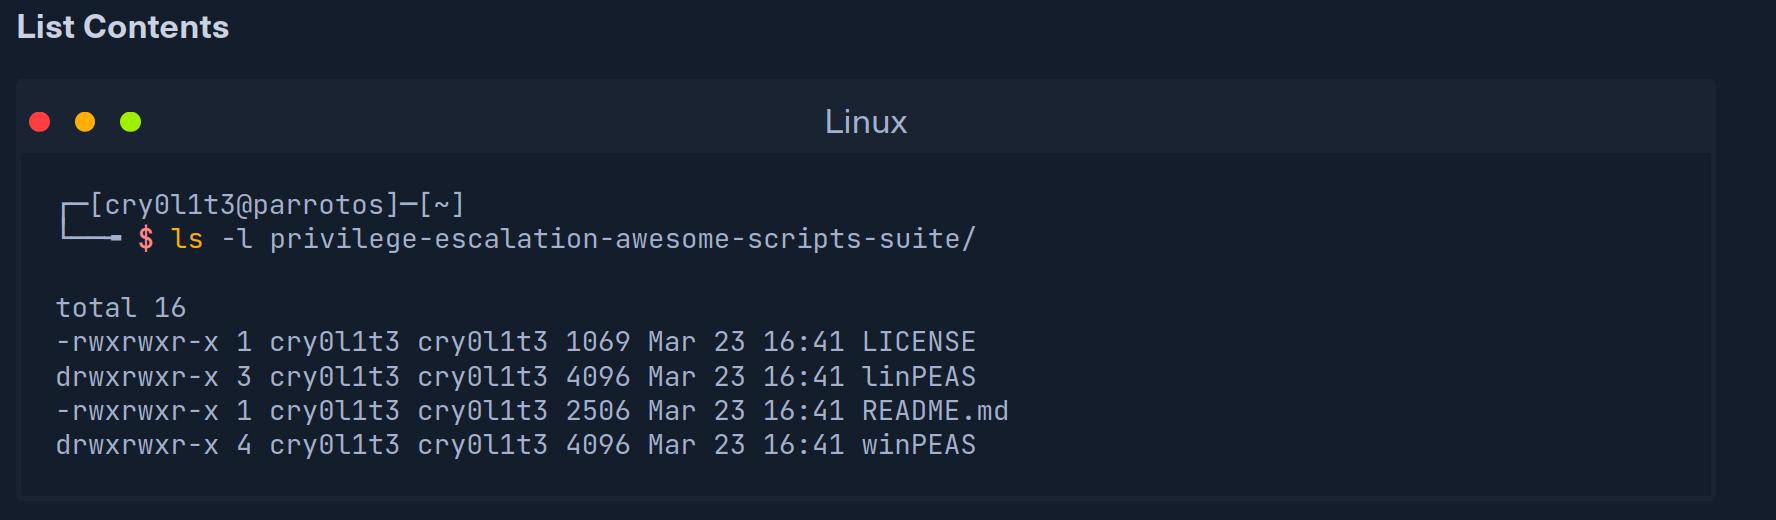 List Contents
Linux
┌─[cry0l1t3@parrotos]─[~]
└──╼ $ ls -l privilege-escalation-awesome-scripts-suite/
total 16
-rwxrwxr-x 1 cry0l1t3 cry0l1t3 1069 Mar 23 16:41 LICENSE
drwxrwxr-x 3 cry0l1t3 cry0l1t3 4096 Mar 23 16:41 linPEAS
-rwxrwxr-x 1 cry0l1t3 cry0l1t3 2506 Mar 23 16:41 README.md
drwxrwxr-x 4 cry0l1t3 cry0l1t3 4096 Mar 23 16:41 winPEAS